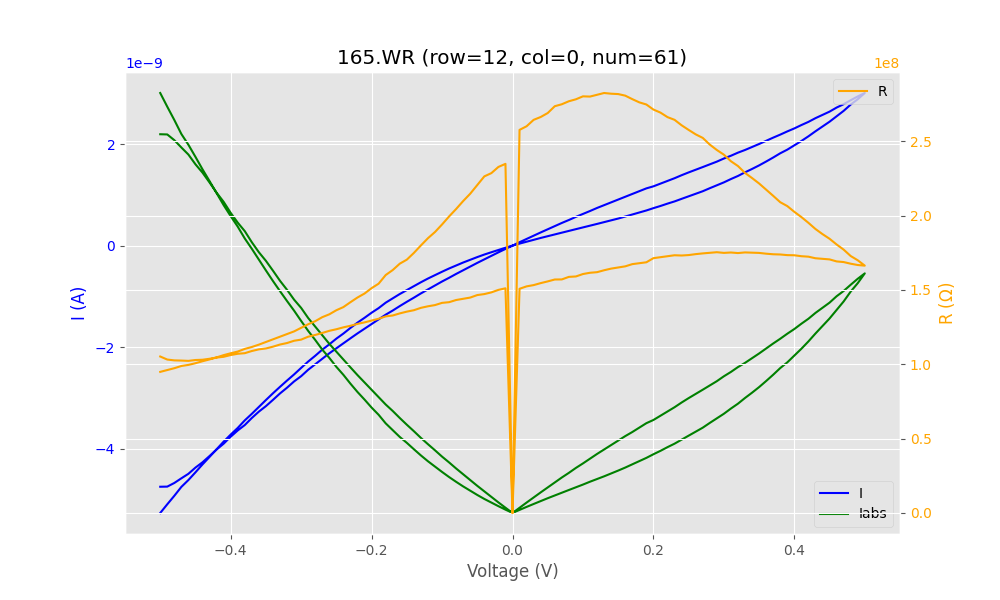 165.WR (row=12, col=0, num=61)
1e−9
1e8
R
2
0
−2
−4
I (A)
2.5
2.0
1.5
1.0
0.5
0.0
R (Ω)
I
Iabs
−0.4
−0.2
0.0
0.2
0.4
Voltage (V)